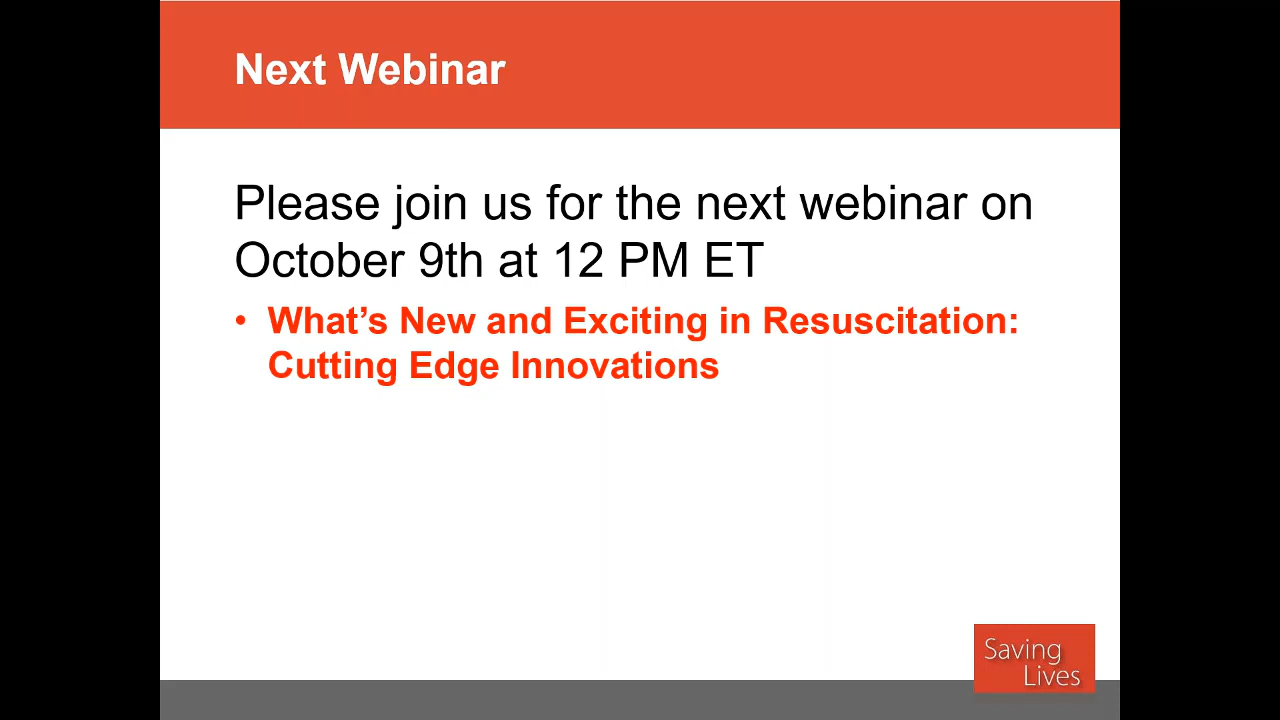 Next Webinar
Please join us for the next webinar on
October 9th at 12 PM ET
• What’s New and Exciting in Resuscitation:
Cutting Edge Innovations
Saving
Lives